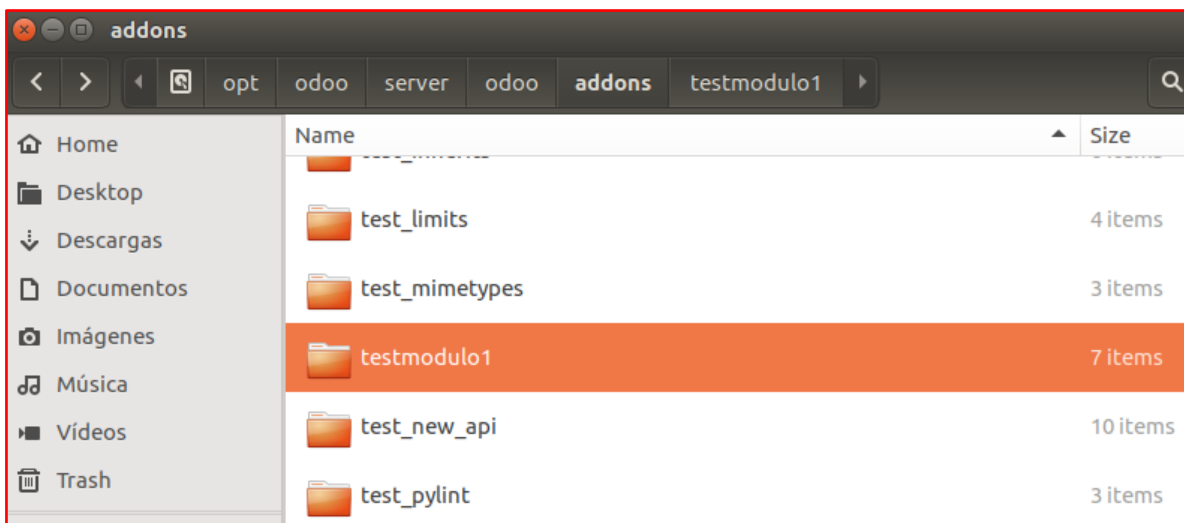 addons
opt odoo server odoo addons testmodulo1
Name Size
Home
Desktop
Descargas
Documentos
Imágenes
Música
Vídeos
Trash
test_limits 4 items
test_mimetypes 3 items
testmodulo1 7 items
test_new_api 10 items
test_pylint 3 items